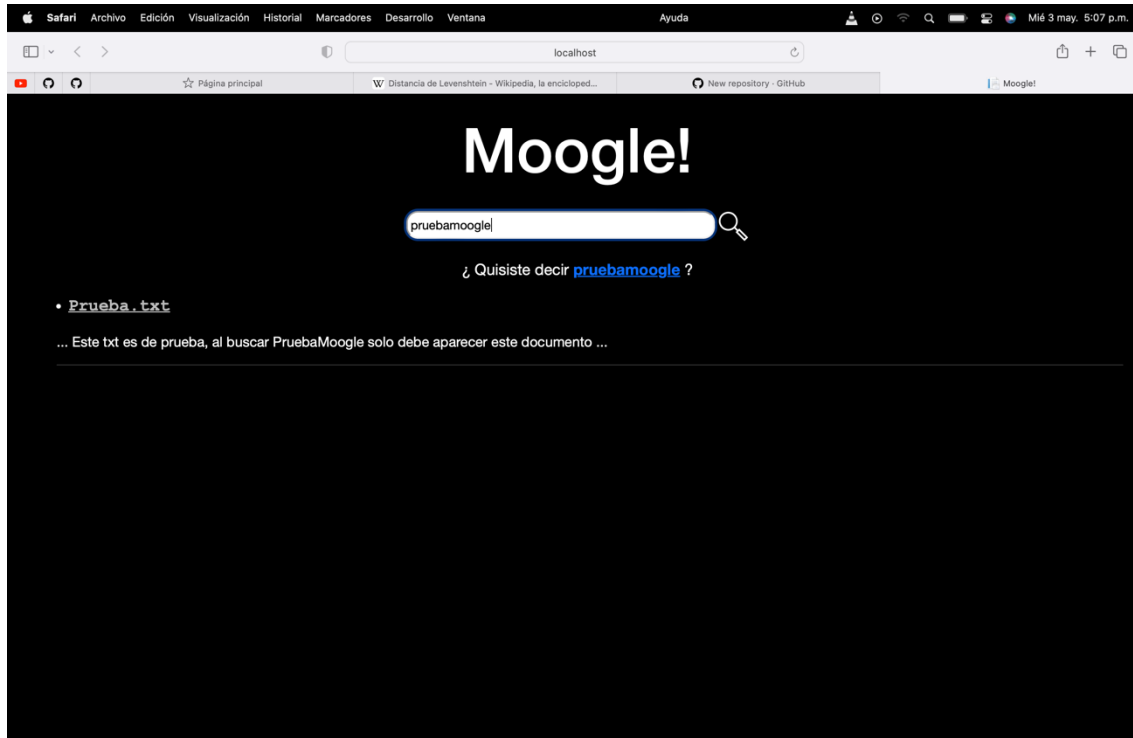 Safari Archivo Edición Visualización Historial Marcadores Desarrollo Ventana Ayuda Mié 3 may. 5:07 p.m.
localhost
Página principal W Distancia de Levenshtein - Wikipedia, la encicloped... New repository · GitHub Moogle!
Moogle!
pruebamoogle
¿ Quisiste decir pruebamoogle ?
• Prueba.txt
... Este txt es de prueba, al buscar PruebaMoogle solo debe aparecer este documento ...